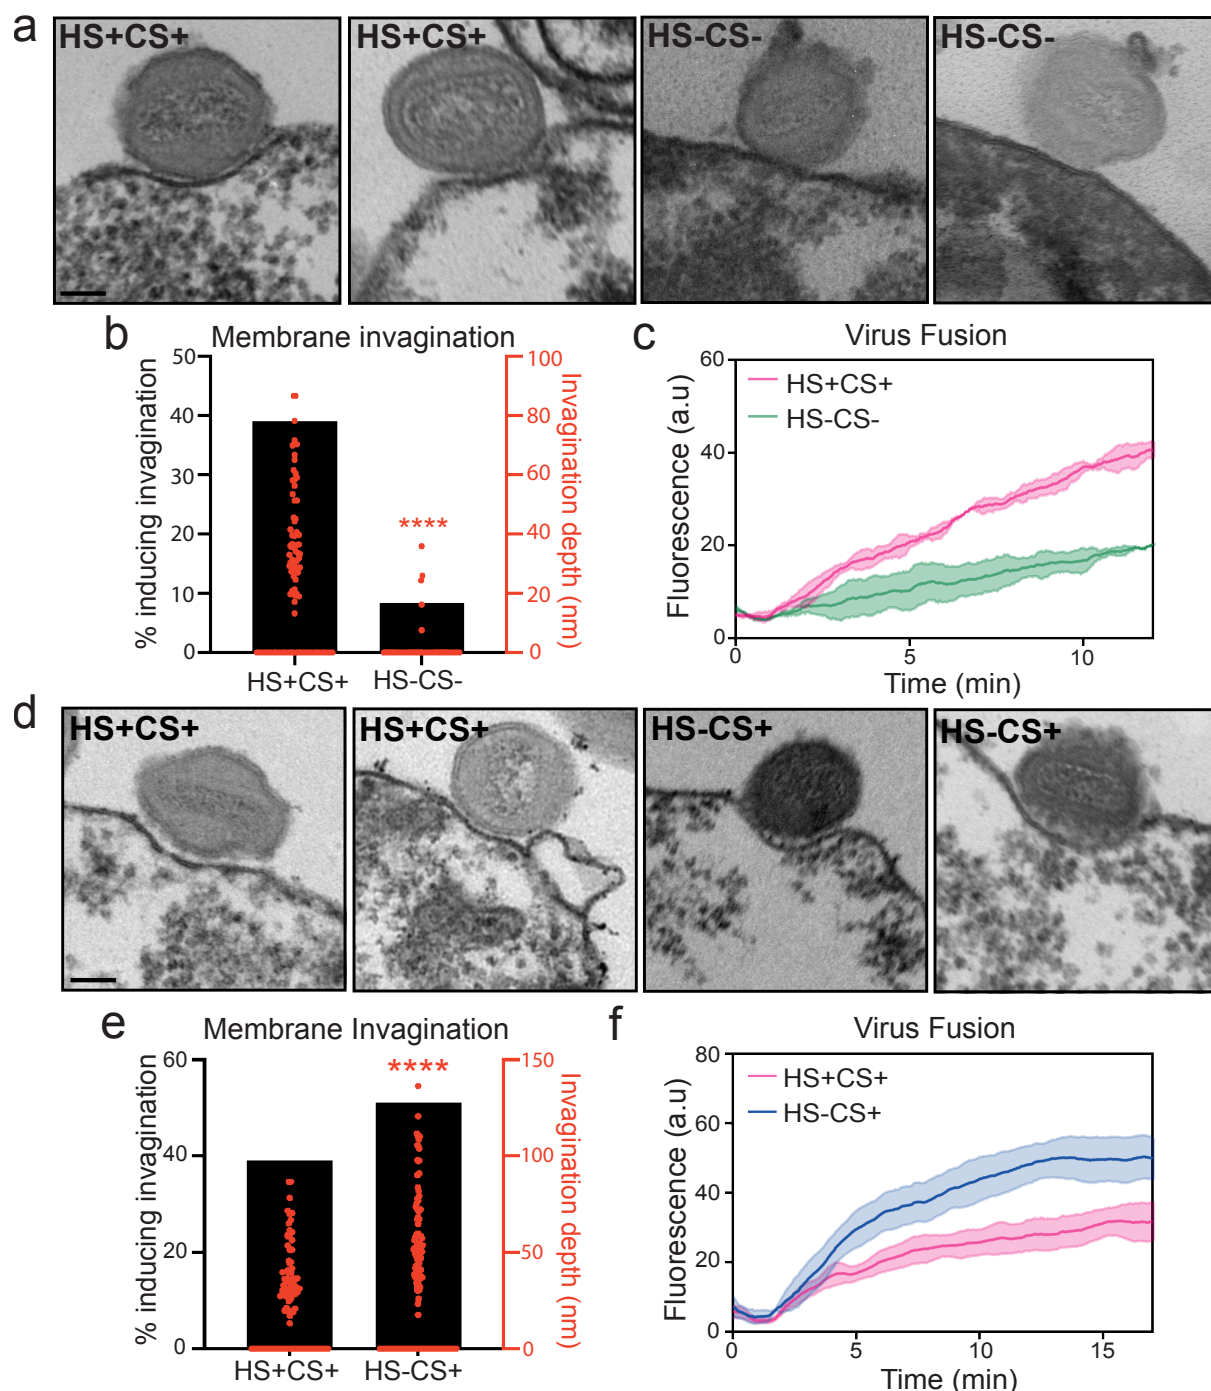 a
HS+CS+
HS+CS+
HS-CS-
HS-CS-
b
Membrane invagination
% inducing invagination
50
40
30
20
10
0
100
80
60
40
20
0
Invagination depth (nm)
****
HS+CS+
HS-CS-
c
Virus Fusion
Fluorescence (a.u)
60
40
20
0
HS+CS+
HS-CS-
0
5
10
Time (min)
d
HS+CS+
HS+CS+
HS-CS+
HS-CS+
e
Membrane Invagination
% inducing invagination
60
40
20
0
150
100
50
0
Invagination depth (nm)
****
HS+CS+
HS-CS+
f
Virus Fusion
Fluorescence (a.u)
80
60
40
20
0
HS+CS+
HS-CS+
0
5
10
15
Time (min)